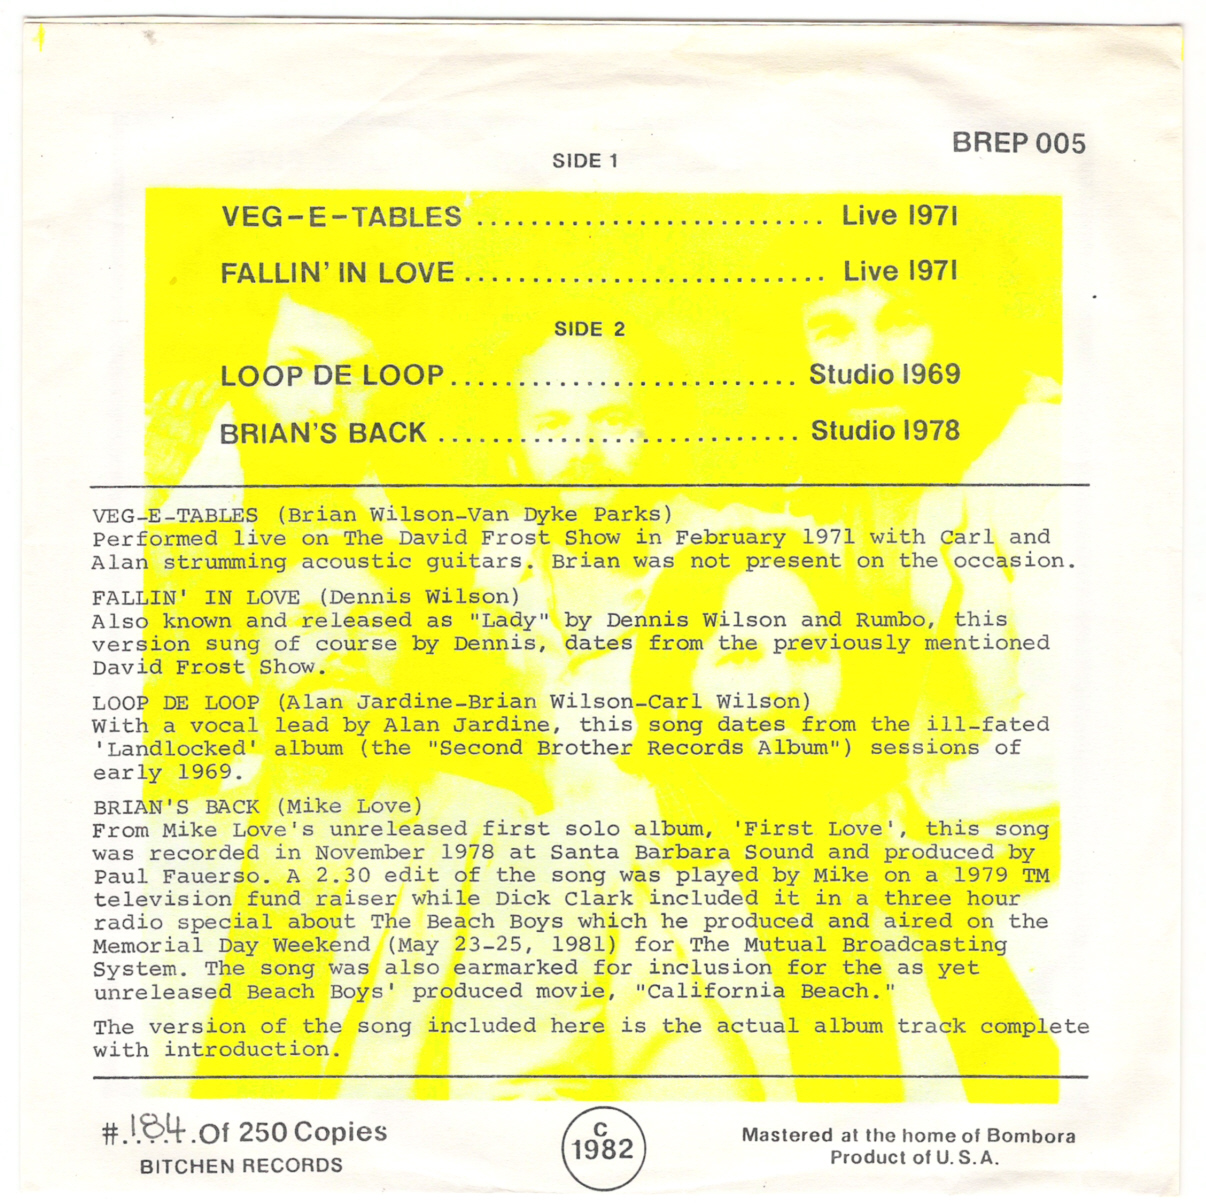 BREP 005
SIDE 1
VEG-E-TABLES .......................... Live 1971
FALLIN' IN LOVE ........................... Live 1971
SIDE 2
LOOP DE LOOP .......................... Studio 1969
BRIAN'S BACK ........................... Studio 1978
VEG-E-TABLES (Brian Wilson-Van Dyke Parks)
Performed live on The David Frost Show in February 1971 with Carl and
Alan strumming acoustic guitars. Brian was not present on the occasion.
FALLIN' IN LOVE (Dennis Wilson)
Also known and released as "Lady" by Dennis Wilson and Rumbo, this
version sung of course by Dennis, dates from the previously mentioned
David Frost Show.
LOOP DE LOOP (Alan Jardine-Brian Wilson-Carl Wilson)
With a vocal lead by Alan Jardine, this song dates from the ill-fated
'Landlocked' album (the "Second Brother Records Album") sessions of
early 1969.
BRIAN'S BACK (Mike Love)
From Mike Love's unreleased first solo album, 'First Love', this song
was recorded in November 1978 at Santa Barbara Sound and produced by
Paul Fauerso. A 2.30 edit of the song was played by Mike on a 1979 TM
television fund raiser while Dick Clark included it in a three hour
radio special about The Beach Boys which he produced and aired on the
Memorial Day Weekend (May 23-25, 1981) for The Mutual Broadcasting
System. The song was also earmarked for inclusion for the as yet
unreleased Beach Boys' produced movie, "California Beach."
The version of the song included here is the actual album track complete
with introduction.
#.184.Of 250 Copies
BITCHEN RECORDS
C
1982
Mastered at the home of Bombora
Product of U.S.A.